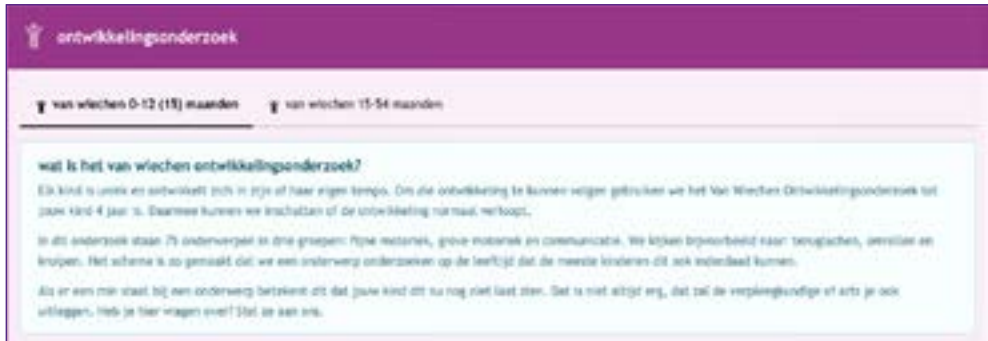 ontwikkelingsonderzoek
van wiechen 0-12 (15) maanden van wiechen 15-54 maanden
wat is het van wiechen ontwikkelingsonderzoek?
Elk kind is uniek en ontwikkelt zich in zijn of haar eigen tempo. Om die ontwikkeling te kunnen volgen gebruiken we het Van Wiechen Ontwikkelingsonderzoek tot
jouw kind 4 jaar is. Daarmee kunnen we inschatten of de ontwikkeling normaal verloopt.
In dit onderzoek staan 75 onderwerpen in drie groepen: fijne motoriek, grove motoriek en communicatie. We kijken bijvoorbeeld naar: teruglachen, omrollen en
kruipen. Het schema is zo gemaakt dat we een onderwerp onderzoeken op de leeftijd dat de meeste kinderen dit ook inderdaad kunnen.
Als er een min staat bij een onderwerp betekent dit dat jouw kind dit nu nog niet laat zien. Dat is niet altijd erg, dat zal de verpleegkundige of arts je ook
uitleggen. Heb je hier vragen over? Stel ze aan ons.